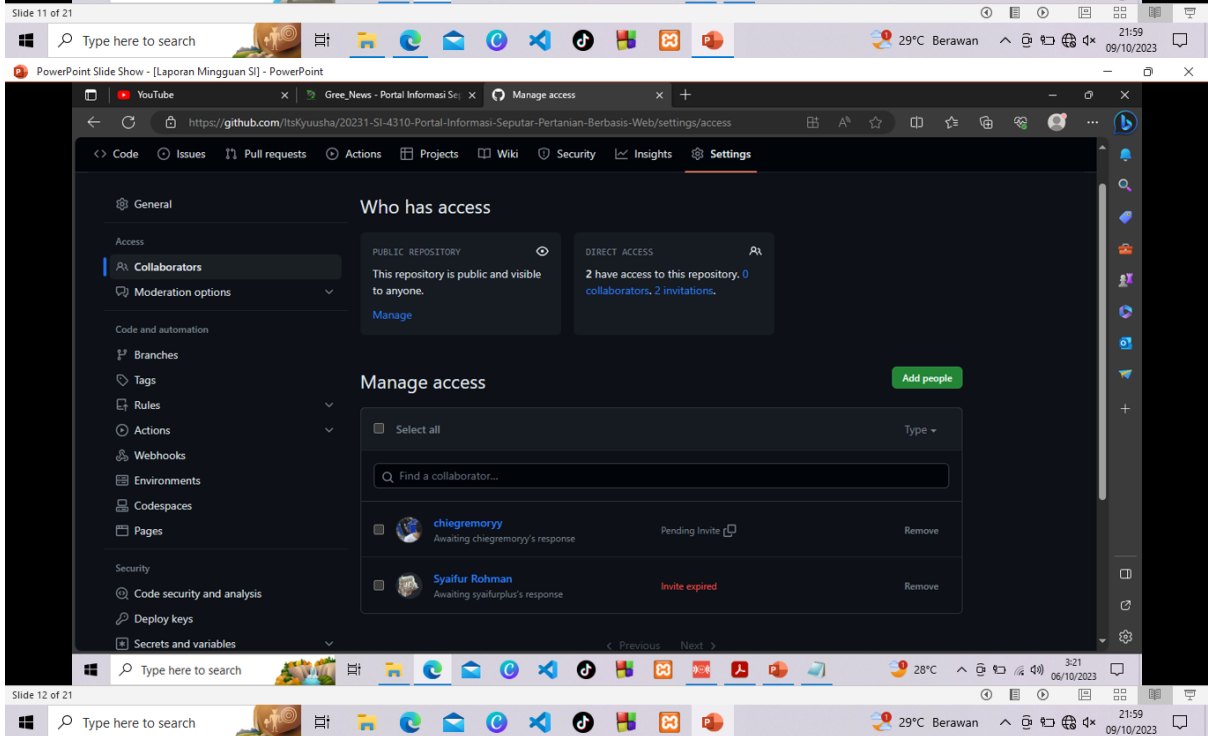 Slide 11 of 21
Type here to search
29°C Berawan
21:59
09/10/2023
PowerPoint Slide Show - [Laporan Mingguan SI] - PowerPoint
YouTube
Gree_News - Portal Informasi Se
Manage access
https://github.com/ItsKyuusha/20231-SI-4310-Portal-Informasi-Seputar-Pertanian-Berbasis-Web/settings/access
Code
Issues
Pull requests
Actions
Projects
Wiki
Security
Insights
Settings
General
Access
Collaborators
Moderation options
Code and automation
Branches
Tags
Rules
Actions
Webhooks
Environments
Codespaces
Pages
Security
Code security and analysis
Deploy keys
Secrets and variables
Who has access
PUBLIC REPOSITORY
This repository is public and visible
to anyone.
Manage
DIRECT ACCESS
2 have access to this repository. 0
collaborators. 2 invitations.
Manage access
Add people
Select all
Type
Find a collaborator...
chiegremoryy
Awaiting chiegremoryy's response
Pending Invite
Remove
Syaifur Rohman
Awaiting syaifurplus's response
Invite expired
Remove
< Previous Next >
Type here to search
28°C
3:21
06/10/2023
Slide 12 of 21
Type here to search
29°C Berawan
21:59
09/10/2023